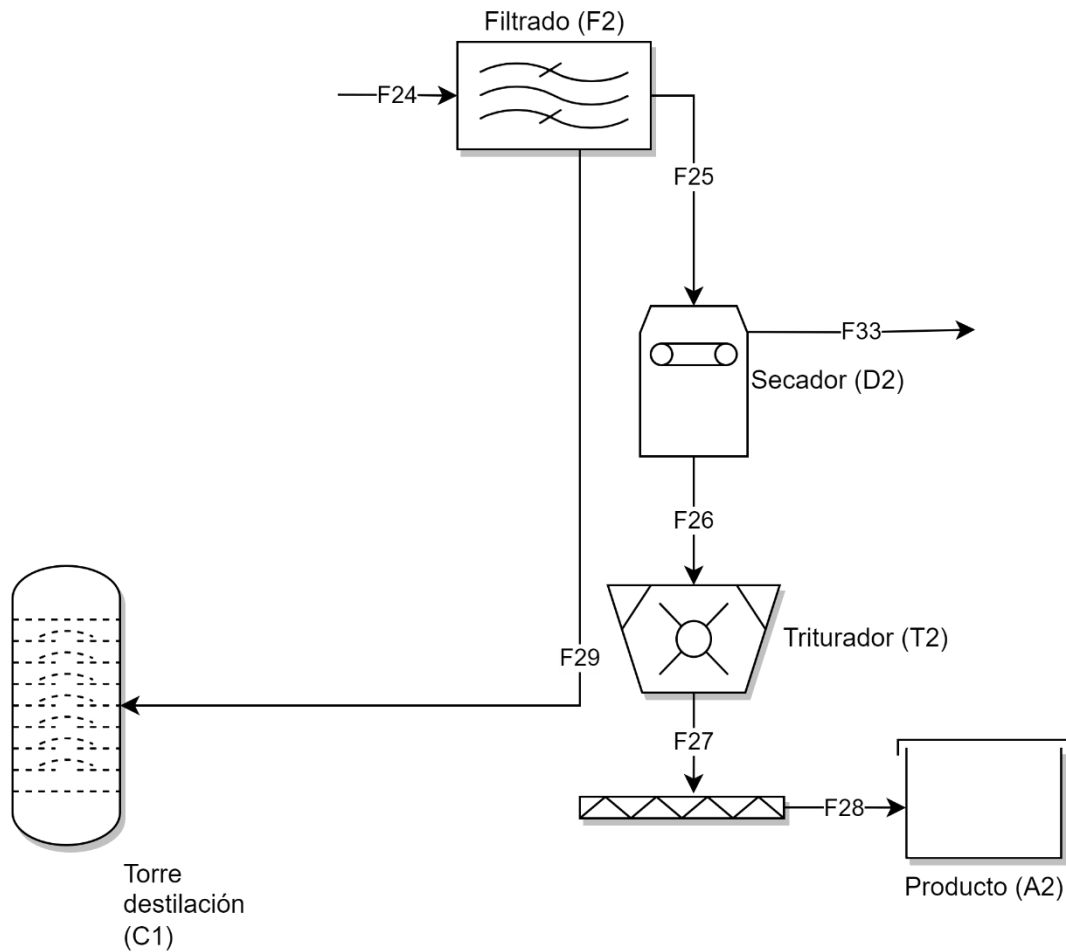 Filtrado (F2)
F24
F25
F33
Secador (D2)
F26
Triturador (T2)
F29
F27
F28
Producto (A2)
Torre
destilación
(C1)